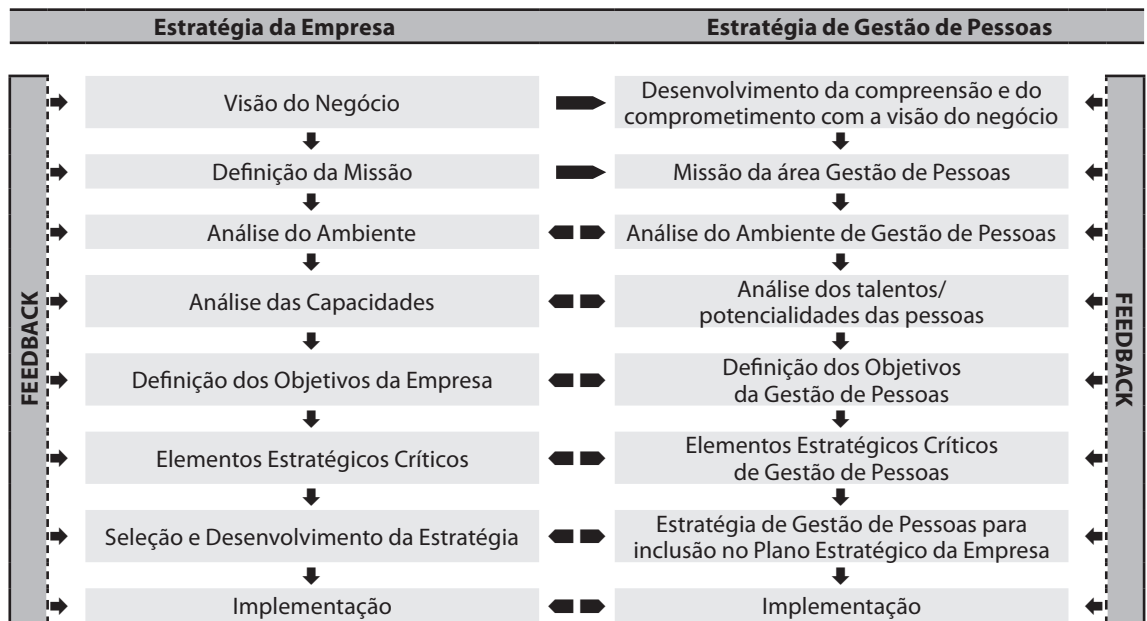 Estratégia da Empresa
Estratégia de Gestão de Pessoas
FEEDBACK
Visão do Negócio
Desenvolvimento da compreensão e do
comprometimento com a visão do negócio
Definição da Missão
Missão da área Gestão de Pessoas
Análise do Ambiente
Análise do Ambiente de Gestão de Pessoas
Análise das Capacidades
Análise dos talentos/
potencialidades das pessoas
Definição dos Objetivos da Empresa
Definição dos Objetivos
da Gestão de Pessoas
Elementos Estratégicos Críticos
Elementos Estratégicos Críticos
de Gestão de Pessoas
Seleção e Desenvolvimento da Estratégia
Estratégia de Gestão de Pessoas para
inclusão no Plano Estratégico da Empresa
Implementação
Implementação
FEEDBACK